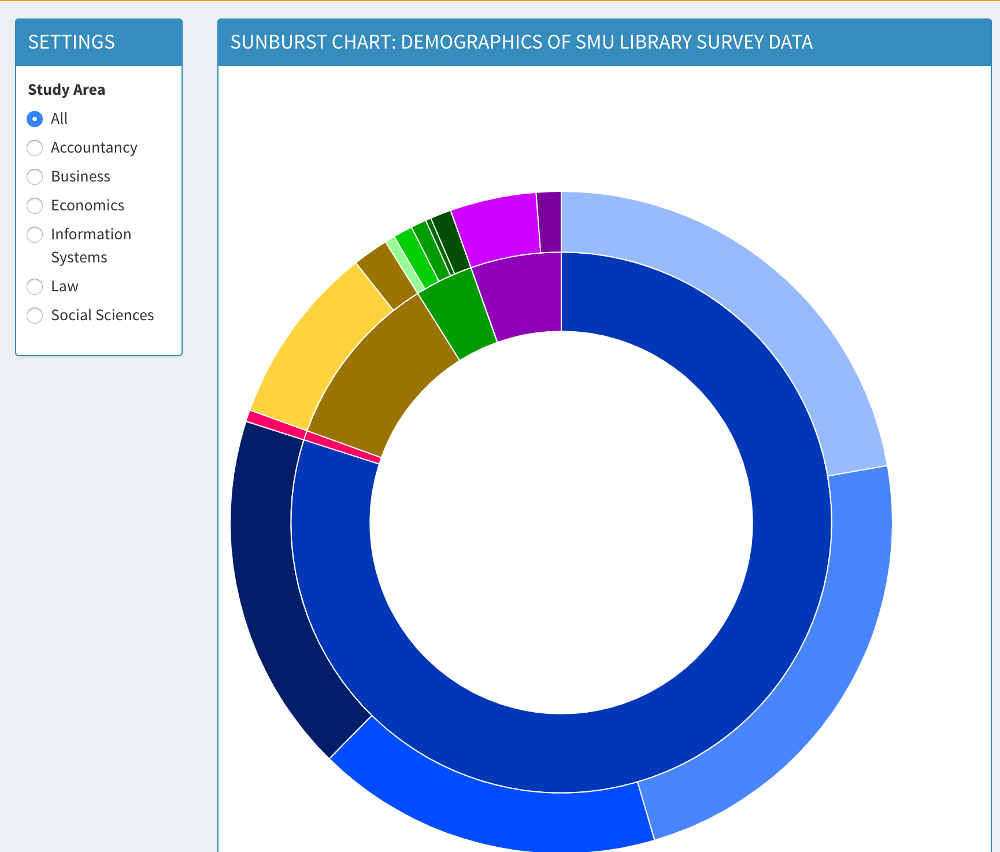 SETTINGS
SUNBURST CHART: DEMOGRAPHICS OF SMU LIBRARY SURVEY DATA
Study Area
All
Accountancy
Business
Economics
Information
Systems
Law
Social Sciences